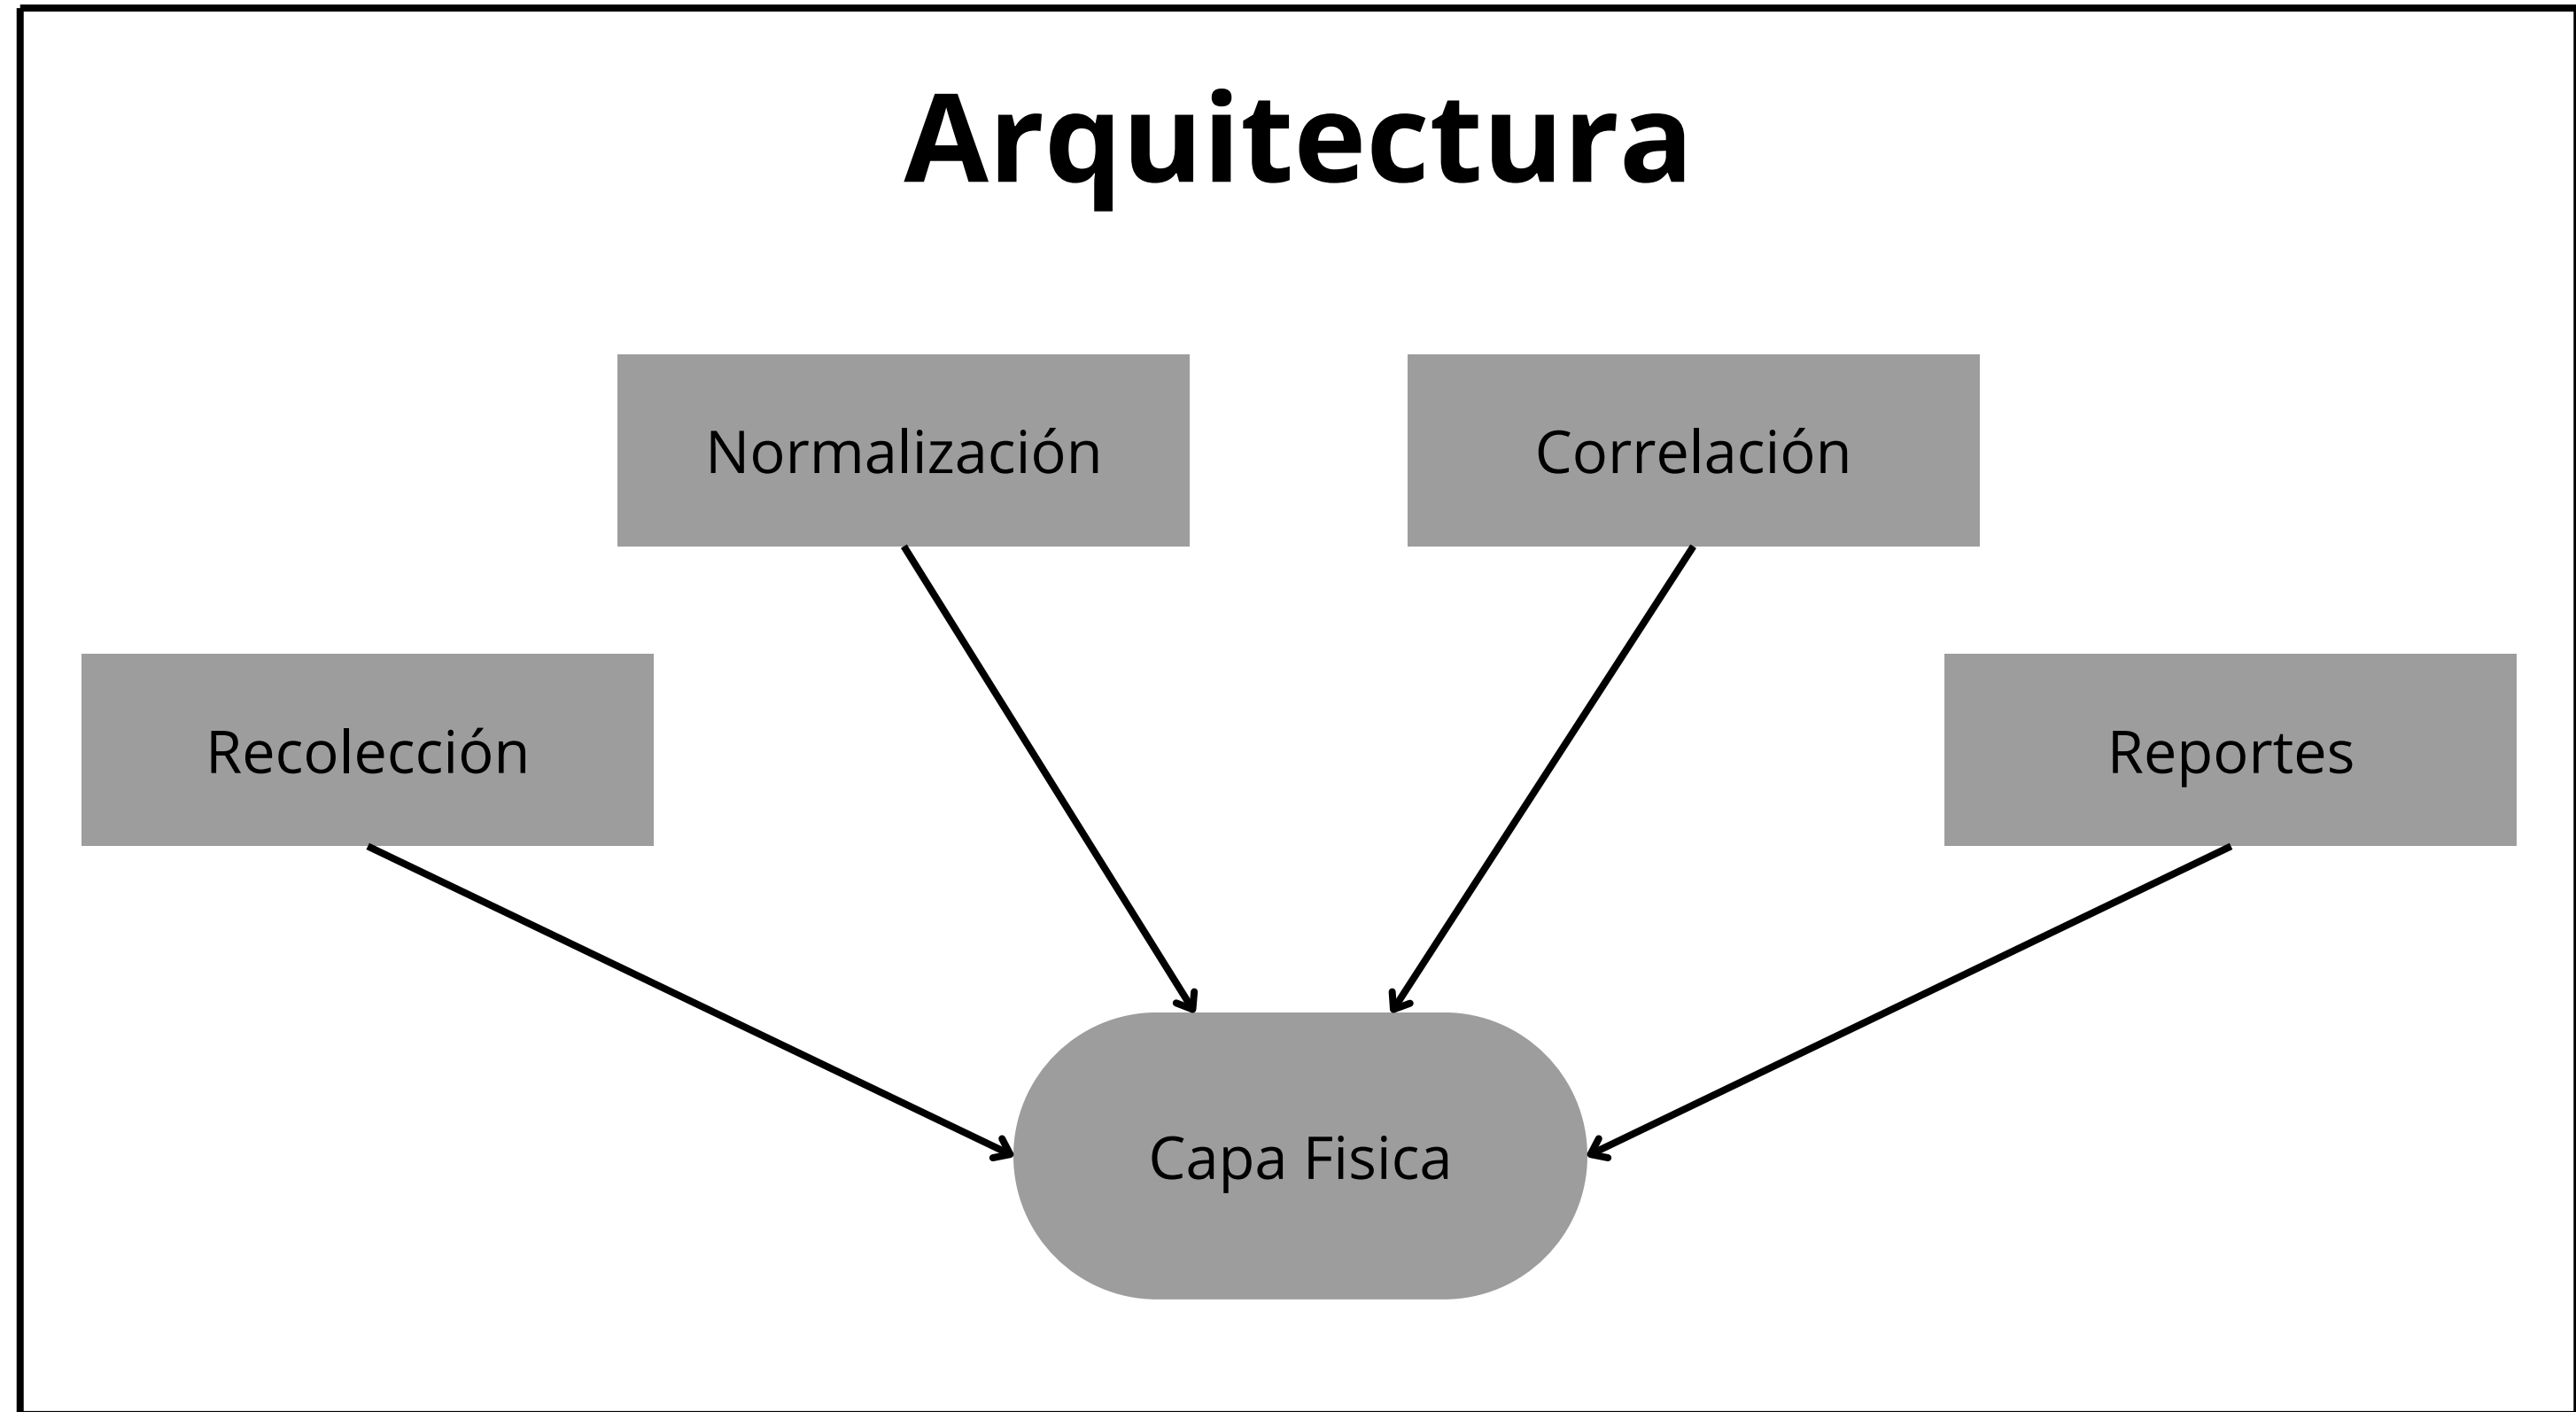 Arquitectura
Normalización
Correlación
Recolección
Reportes
Capa Fisica